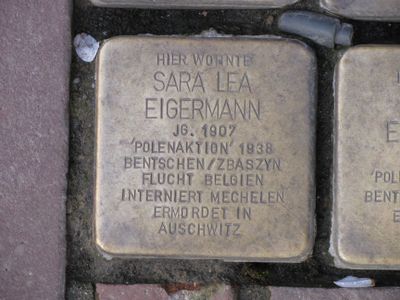 HIER WOHNTE
SARA LEA
EIGERMANN
JG. 1907
'POLENAKTION' 1938
BENTSCHEN/ZBASZYN
FLUCHT BELGIEN
INTERNIERT MECHELEN
ERMORDET IN
AUSCHWITZ